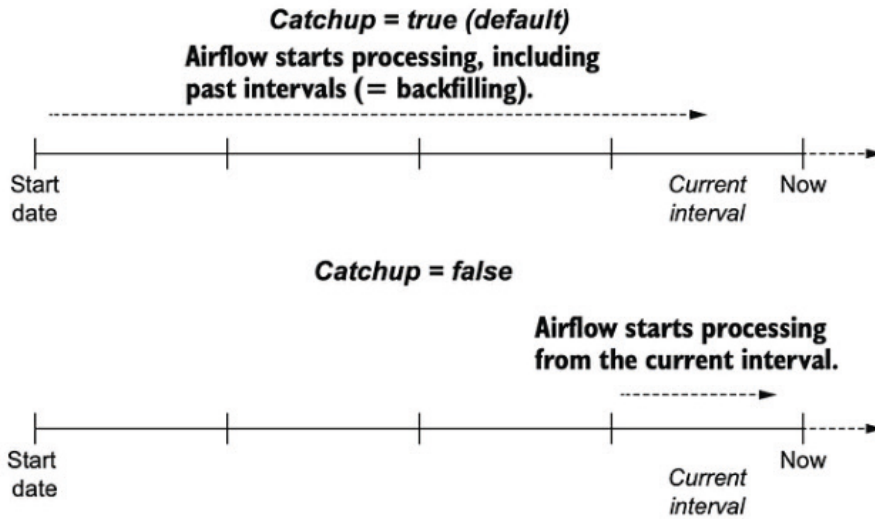 Catchup = true (default)
Airflow starts processing, including
past intervals (= backfilling).
Start
date
Current
interval
Now
Catchup = false
Airflow starts processing
from the current interval.
Start
date
Current
interval
Now